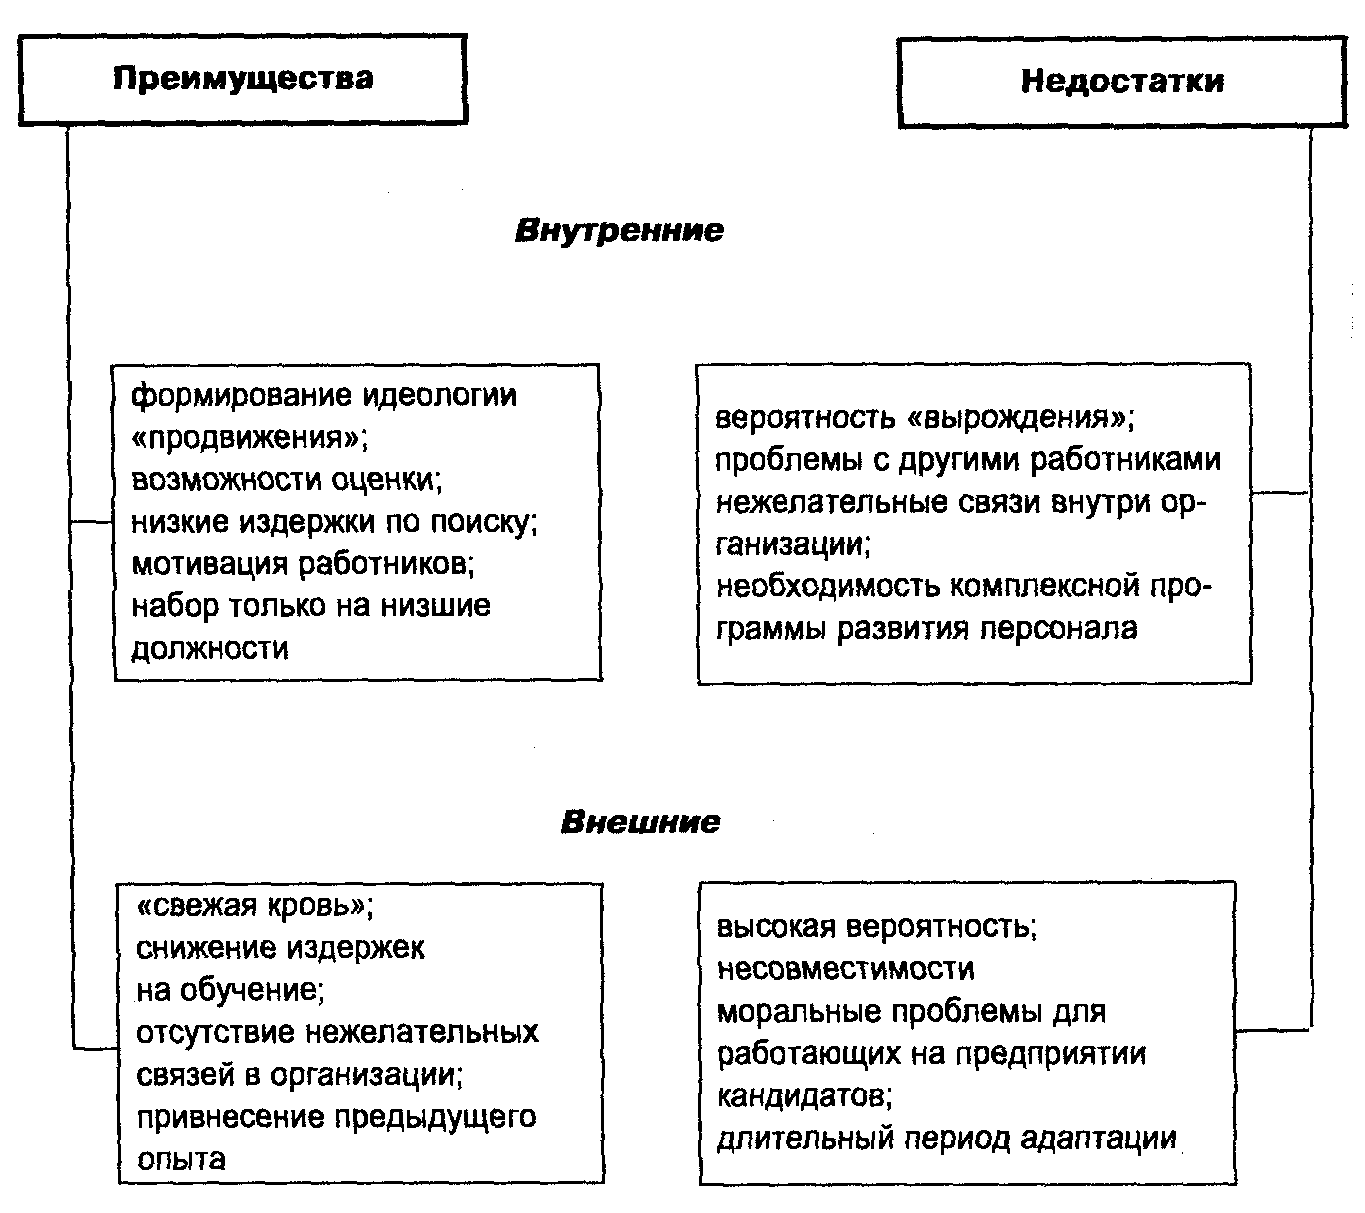 Преимущества
Недостатки
Внутренние
формирование идеологии
«продвижения»;
возможности оценки;
низкие издержки по поиску;
мотивация работников;
набор только на низшие
должности
вероятность «вырождения»;
проблемы с другими работниками
нежелательные связи внутри ор-
ганизации;
необходимость комплексной про-
граммы развития персонала
Внешние
«свежая кровь»;
снижение издержек
на обучение;
отсутствие нежелательных
связей в организации;
привнесение предыдущего
опыта
высокая вероятность;
несовместимости
моральные проблемы для
работающих на предприятии
кандидатов;
длительный период адаптации